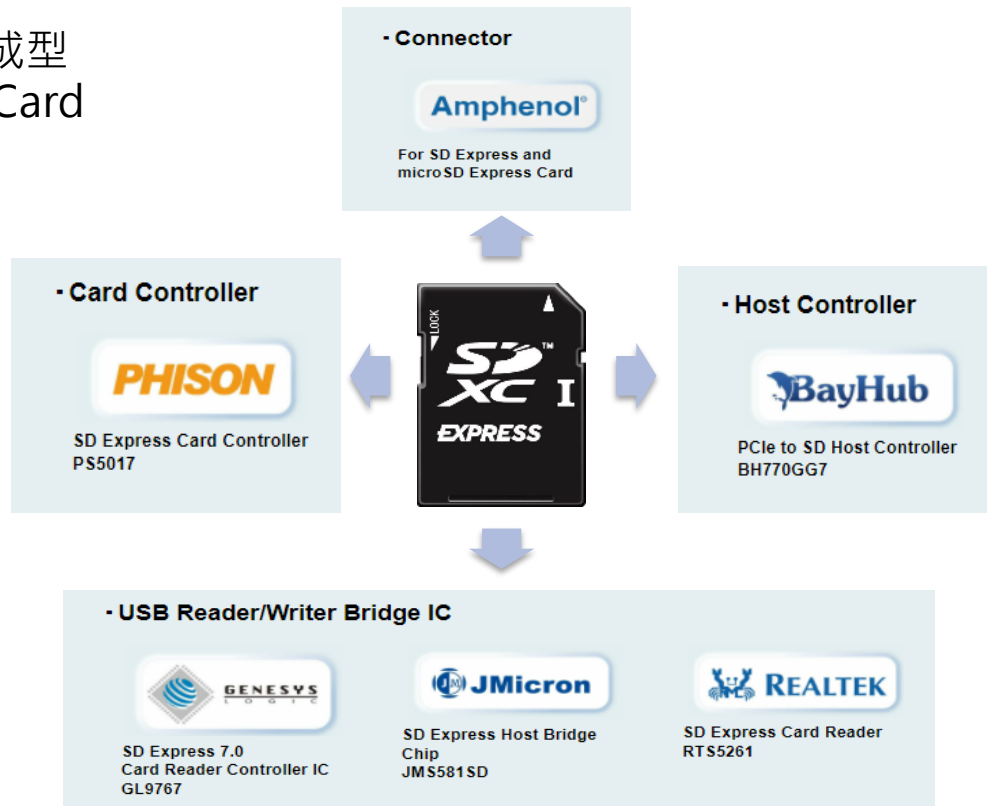 成型
Card
- Connector
Amphenol®
For SD Express and
microSD Express Card
- Card Controller
PHISON
SD Express Card Controller
PS5017
LOCK
SD™
XC I
EXPRESS
- Host Controller
BayHub
PCIe to SD Host Controller
BH770GG7
- USB Reader/Writer Bridge IC
GENESYS
LOGIC
SD Express 7.0
Card Reader Controller IC
GL9767
JMicron
SD Express Host Bridge
Chip
JMS581SD
REALTEK
SD Express Card Reader
RTS5261